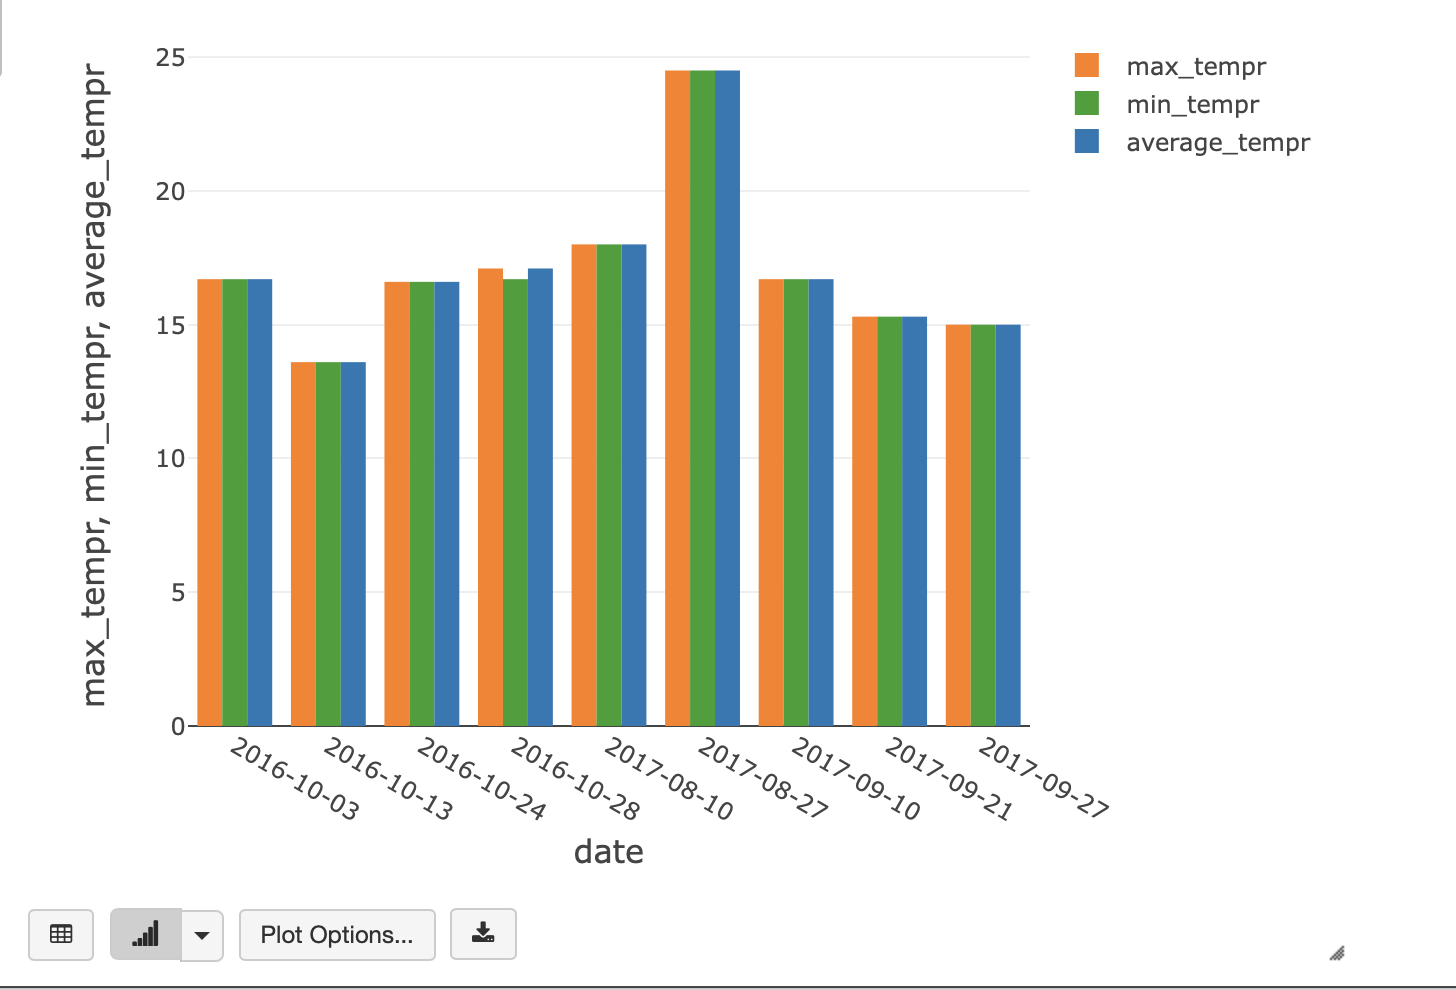 max_tempr, min_tempr, average_tempr
25
20
15
10
5
0
max_tempr
min_tempr
average_tempr
2016-10-03
2016-10-13
2016-10-24
2016-10-28
2017-08-10
2017-08-27
2017-09-10
2017-09-21
2017-09-27
date
Plot Options...